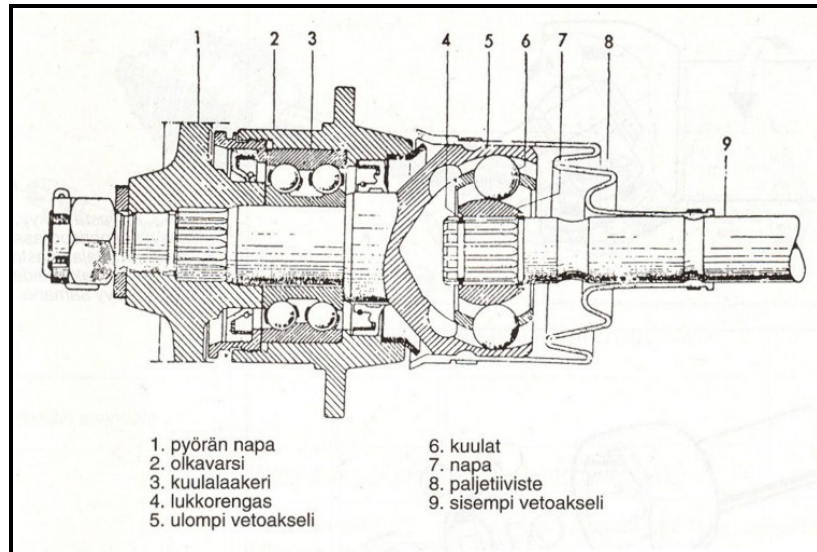 1 2 3 4 5 6 7 8
9
1. pyörän napa
2. olkavarsi
3. kuulalaakeri
4. lukkorengas
5. ulompi vetoakseli
6. kuulat
7. napa
8. paljetiiviste
9. sisempi vetoakseli